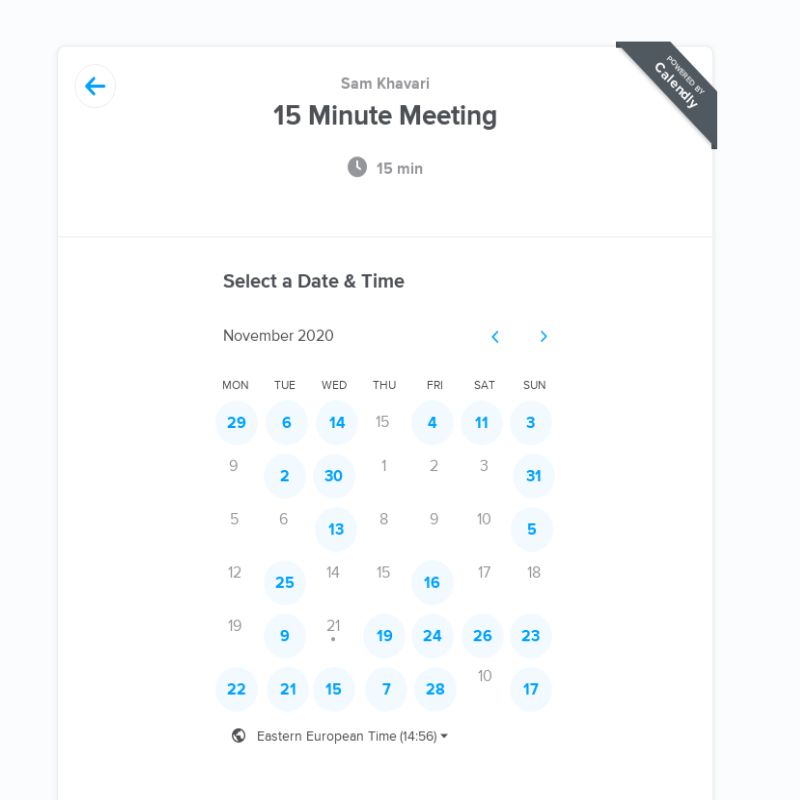 POWERED BY
Calendly
Sam Khavari
15 Minute Meeting
15 min
Select a Date & Time
November 2020
MON TUE WED THU FRI SAT SUN
29 6 14 15 4 11 3
9 2 30 1 2 3 31
5 6 13 8 9 10 5
12 25 14 15 16 17 18
19 9 21 19 24 26 23
22 21 15 7 28 10 17
Eastern European Time (14:56)